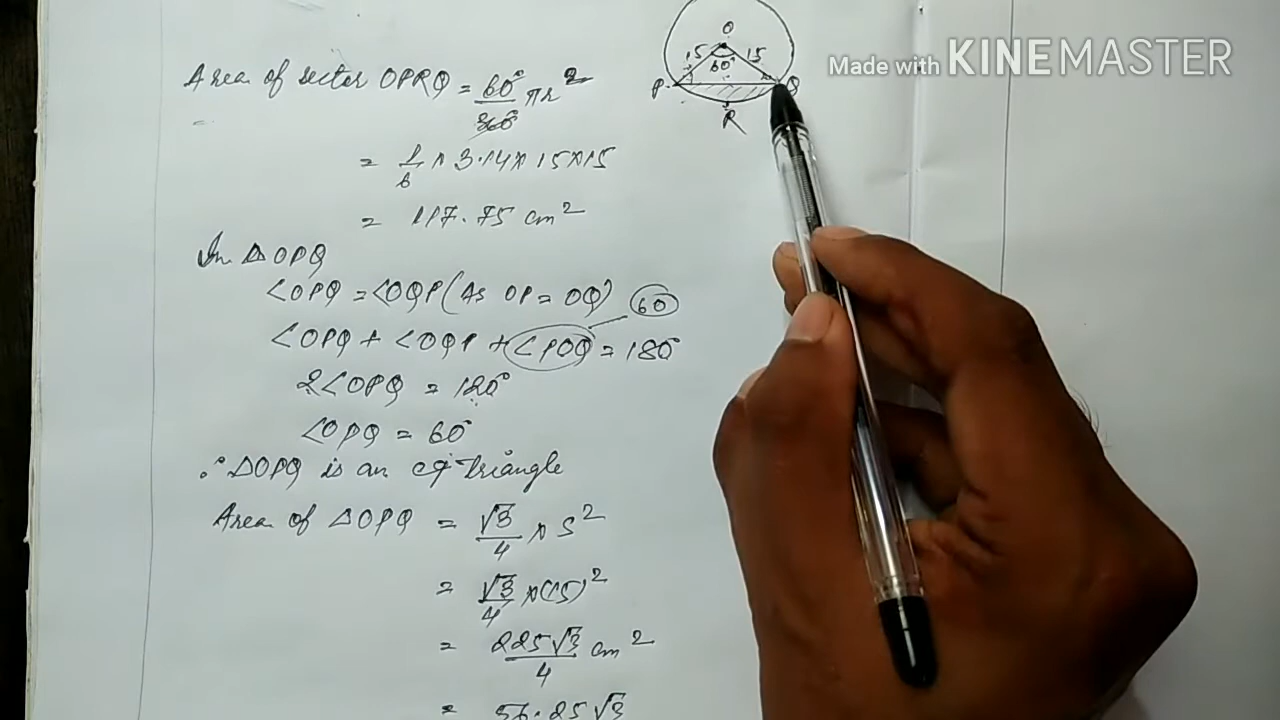 Made with KINEMASTER
O
15 15
60°
P Q
R
Area of sector OPRQ = 60°/360° πr²
= 1/6 × 3.14 × 15 × 15
= 117.75 cm²
In △OPQ
∠OPQ = ∠OQP (As OP = OQ) 60
∠OPQ + ∠OQP + ∠POQ = 180°
2∠OPQ = 120°
∠OPQ = 60°
∴ △OPQ is an eq triangle
Area of △OPQ = √3/4 × s²
= √3/4 × (15)²
= 225√3/4 cm²
= 56.25√3